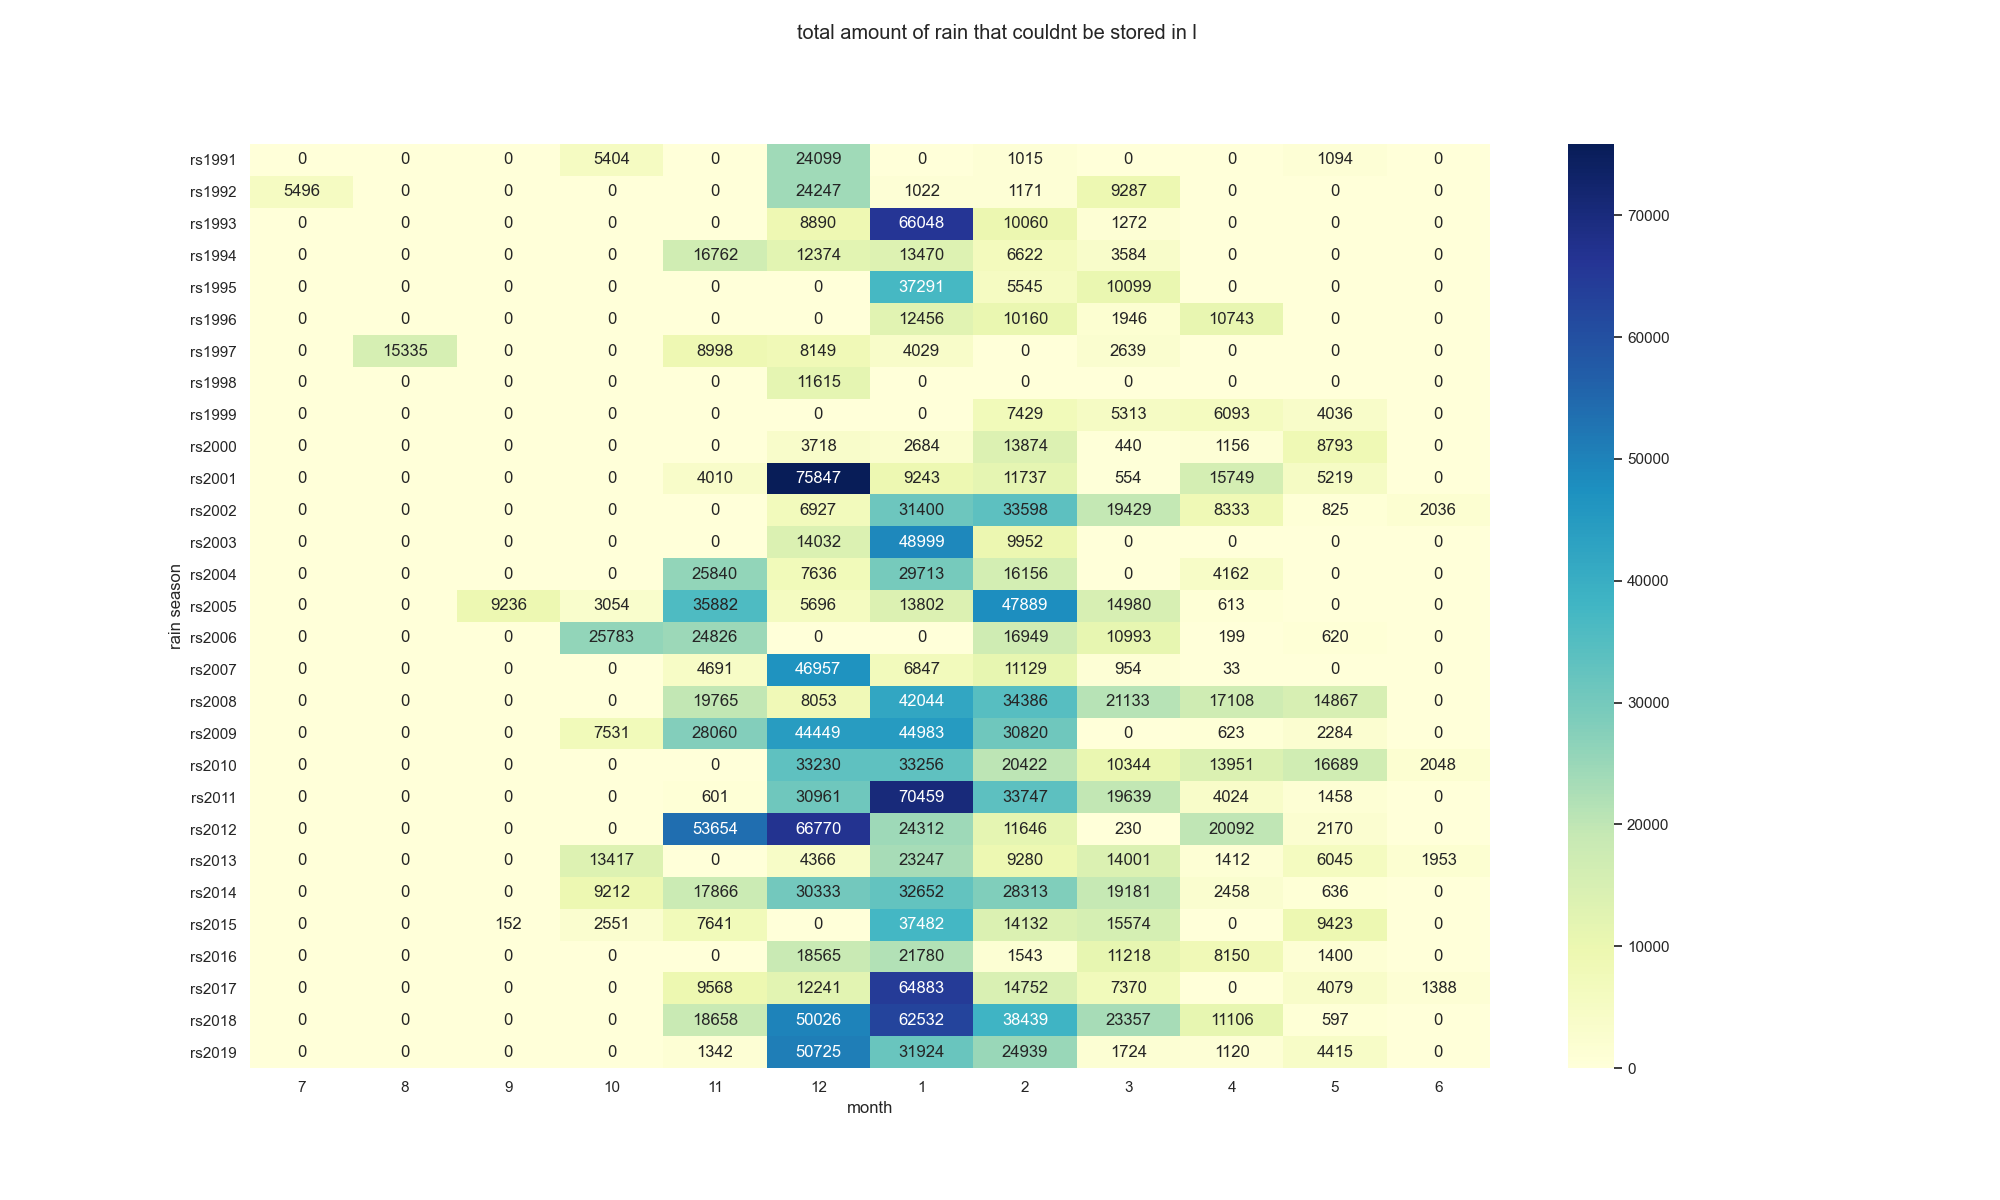 total amount of rain that couldnt be stored in l
rs1991 0 0 0 5404 0 24099 0 1015 0 0 1094 0
rs1992 5496 0 0 0 0 24247 1022 1171 9287 0 0 0
rs1993 0 0 0 0 0 8890 66048 10060 1272 0 0 0
rs1994 0 0 0 0 16762 12374 13470 6622 3584 0 0 0
rs1995 0 0 0 0 0 0 37291 5545 10099 0 0 0
rs1996 0 0 0 0 0 0 12456 10160 1946 10743 0 0
rs1997 0 15335 0 0 8998 8149 4029 0 2639 0 0 0
rs1998 0 0 0 0 0 11615 0 0 0 0 0 0
rs1999 0 0 0 0 0 0 0 7429 5313 6093 4036 0
rs2000 0 0 0 0 0 3718 2684 13874 440 1156 8793 0
rs2001 0 0 0 0 4010 75847 9243 11737 554 15749 5219 0
rs2002 0 0 0 0 0 6927 31400 33598 19429 8333 825 2036
rs2003 0 0 0 0 0 14032 48999 9952 0 0 0 0
rs2004 0 0 0 0 25840 7636 29713 16156 0 4162 0 0
rs2005 0 0 9236 3054 35882 5696 13802 47889 14980 613 0 0
rs2006 0 0 0 25783 24826 0 0 16949 10993 199 620 0
rs2007 0 0 0 0 4691 46957 6847 11129 954 33 0 0
rs2008 0 0 0 0 19765 8053 42044 34386 21133 17108 14867 0
rs2009 0 0 0 7531 28060 44449 44983 30820 0 623 2284 0
rs2010 0 0 0 0 0 33230 33256 20422 10344 13951 16689 2048
rs2011 0 0 0 0 601 30961 70459 33747 19639 4024 1458 0
rs2012 0 0 0 0 53654 66770 24312 11646 230 20092 2170 0
rs2013 0 0 0 13417 0 4366 23247 9280 14001 1412 6045 1953
rs2014 0 0 0 9212 17866 30333 32652 28313 19181 2458 636 0
rs2015 0 0 152 2551 7641 0 37482 14132 15574 0 9423 0
rs2016 0 0 0 0 0 18565 21780 1543 11218 8150 1400 0
rs2017 0 0 0 0 9568 12241 64883 14752 7370 0 4079 1388
rs2018 0 0 0 0 18658 50026 62532 38439 23357 11106 597 0
rs2019 0 0 0 0 1342 50725 31924 24939 1724 1120 4415 0
7 8 9 10 11 12 1 2 3 4 5 6
month
rain season
70000
60000
50000
40000
30000
20000
10000
0